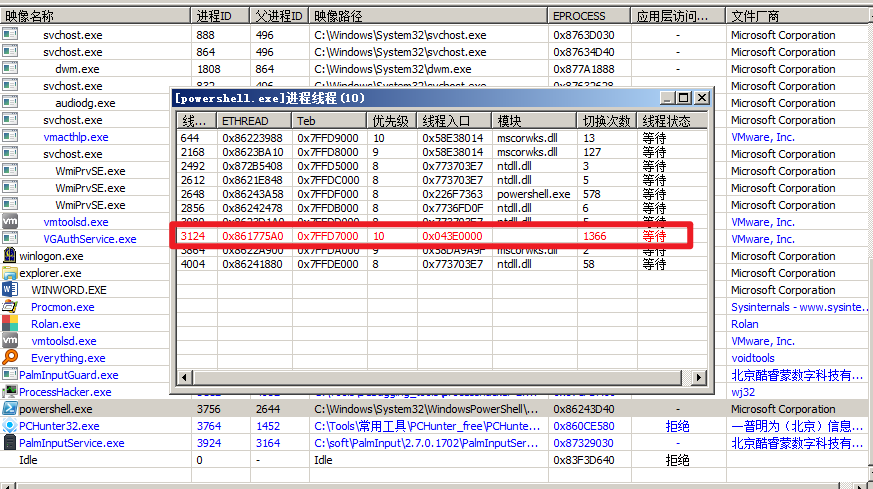 映像名称 进程ID 父进程ID 映像路径 EPROCESS 应用层访问... 文件厂商
svchost.exe 888 496 C:\Windows\System32\svchost.exe 0x8763D030 - Microsoft Corporation
svchost.exe 864 496 C:\Windows\System32\svchost.exe 0x87634D40 - Microsoft Corporation
dwm.exe 1808 864 C:\Windows\System32\dwm.exe 0x877A1888 - Microsoft Corporation
svchost.exe Microsoft Corporation
audiodg.exe Microsoft Corporation
svchost.exe Microsoft Corporation
vmacthlp.exe VMware, Inc.
svchost.exe Microsoft Corporation
WmiPrvSE.exe Microsoft Corporation
WmiPrvSE.exe Microsoft Corporation
WmiPrvSE.exe Microsoft Corporation
vmtoolsd.exe VMware, Inc.
VGAuthService.exe VMware, Inc.
winlogon.exe Microsoft Corporation
explorer.exe Microsoft Corporation
WINWORD.EXE Microsoft Corporation
Procmon.exe Sysinternals - www.sysinte...
Rolan.exe Rolan
vmtoolsd.exe VMware, Inc.
Everything.exe voidtools
PalmInputGuard.exe 北京酷睿蒙数字科技有...
ProcessHacker.exe wj32
powershell.exe 3756 2644 C:\Windows\System32\WindowsPowerShell\... 0x86243D40 - Microsoft Corporation
PCHunter32.exe 3764 1452 C:\Tools\常用工具\PCHunter_free\PCHunte... 0x860CE580 拒绝 一普明为（北京）信息...
PalmInputService.exe 3924 3164 C:\soft\PalmInput\2.7.0.1702\PalmInputSer... 0x87329030 - 北京酷睿蒙数字科技有...
Idle 0 - Idle 0x83F3D640 拒绝
[powershell.exe]进程线程(10)
线... ETHREAD Teb 优先级 线程入口 模块 切换次数 线程状态
644 0x86223988 0x7FFD9000 10 0x58E38014 mscorwks.dll 13 等待
2168 0x8623BA10 0x7FFD8000 9 0x58E38014 mscorwks.dll 127 等待
2492 0x872B5408 0x7FFD5000 8 0x773703E7 ntdll.dll 3 等待
2612 0x8621E848 0x7FFDC000 8 0x773703E7 ntdll.dll 5 等待
2648 0x86243A58 0x7FFDF000 8 0x226F7363 powershell.exe 578 等待
2856 0x86242478 0x7FFDB000 8 0x7736FD0F ntdll.dll 6 等待
3124 0x861775A0 0x7FFD7000 10 0x043E0000 1366 等待
3884 0x8622A900 0x7FFDA000 9 0x58DA9A9F mscorwks.dll 2 等待
4004 0x86241880 0x7FFDE000 8 0x773703E7 ntdll.dll 58 等待